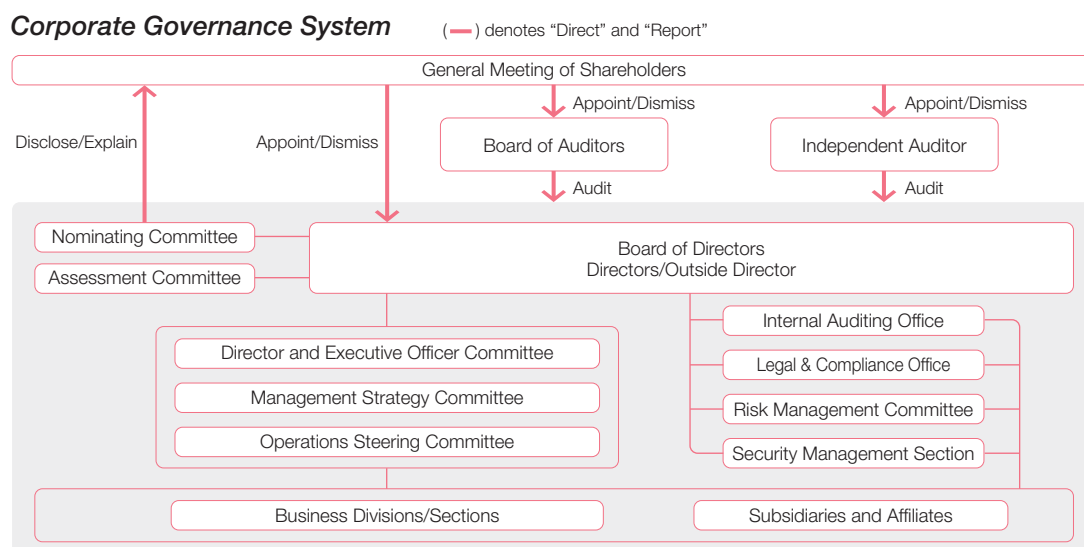 Corporate Governance System
( ) denotes “Direct” and “Report”
General Meeting of Shareholders
Disclose/Explain
Appoint/Dismiss
Appoint/Dismiss
Appoint/Dismiss
Board of Auditors
Independent Auditor
Audit
Audit
Nominating Committee
Assessment Committee
Board of Directors
Directors/Outside Director
Director and Executive Officer Committee
Management Strategy Committee
Operations Steering Committee
Internal Auditing Office
Legal & Compliance Office
Risk Management Committee
Security Management Section
Business Divisions/Sections
Subsidiaries and Affiliates